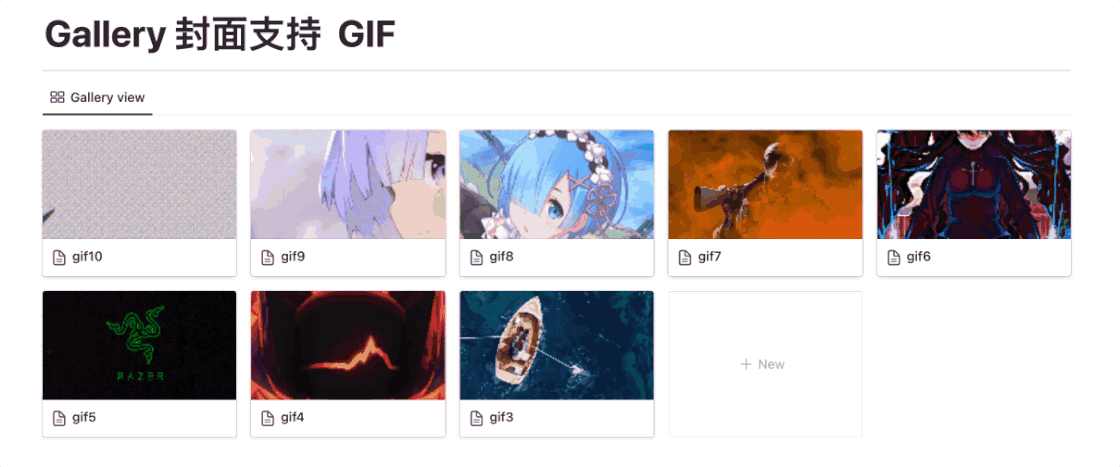 Gallery 封面支持 GIF
Gallery view
gif10
gif9
gif8
gif7
gif6
RAZER
gif5
gif4
gif3
+ New